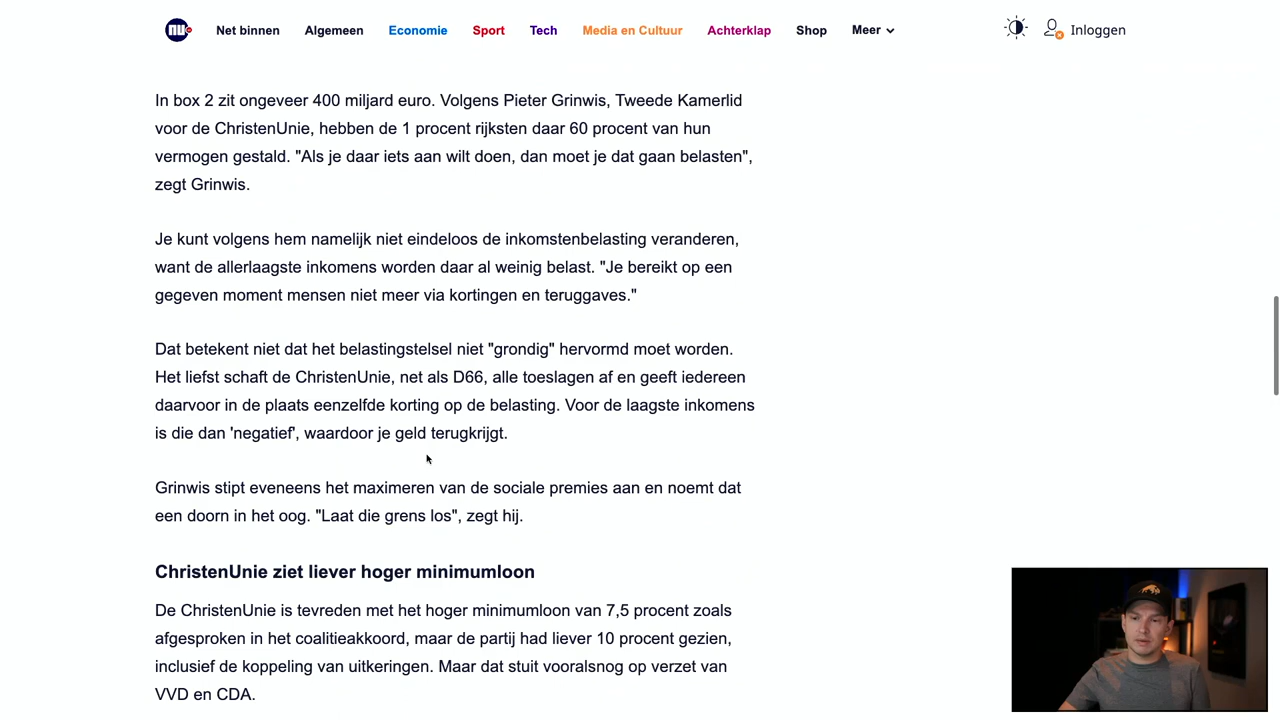 nu
Net binnen
Algemeen
Economie
Sport
Tech
Media en Cultuur
Achterklap
Shop
Meer
Inloggen
In box 2 zit ongeveer 400 miljard euro. Volgens Pieter Grinwis, Tweede Kamerlid
voor de ChristenUnie, hebben de 1 procent rijksten daar 60 procent van hun
vermogen gestald. "Als je daar iets aan wilt doen, dan moet je dat gaan belasten",
zegt Grinwis.
Je kunt volgens hem namelijk niet eindeloos de inkomstenbelasting veranderen,
want de allerlaagste inkomens worden daar al weinig belast. "Je bereikt op een
gegeven moment mensen niet meer via kortingen en teruggaves."
Dat betekent niet dat het belastingstelsel niet "grondig" hervormd moet worden.
Het liefst schaft de ChristenUnie, net als D66, alle toeslagen af en geeft iedereen
daarvoor in de plaats eenzelfde korting op de belasting. Voor de laagste inkomens
is die dan 'negatief', waardoor je geld terugkrijgt.
Grinwis stipt eveneens het maximeren van de sociale premies aan en noemt dat
een doorn in het oog. "Laat die grens los", zegt hij.
ChristenUnie ziet liever hoger minimumloon
De ChristenUnie is tevreden met het hoger minimumloon van 7,5 procent zoals
afgesproken in het coalitieakkoord, maar de partij had liever 10 procent gezien,
inclusief de koppeling van uitkeringen. Maar dat stuit vooralsnog op verzet van
VVD en CDA.